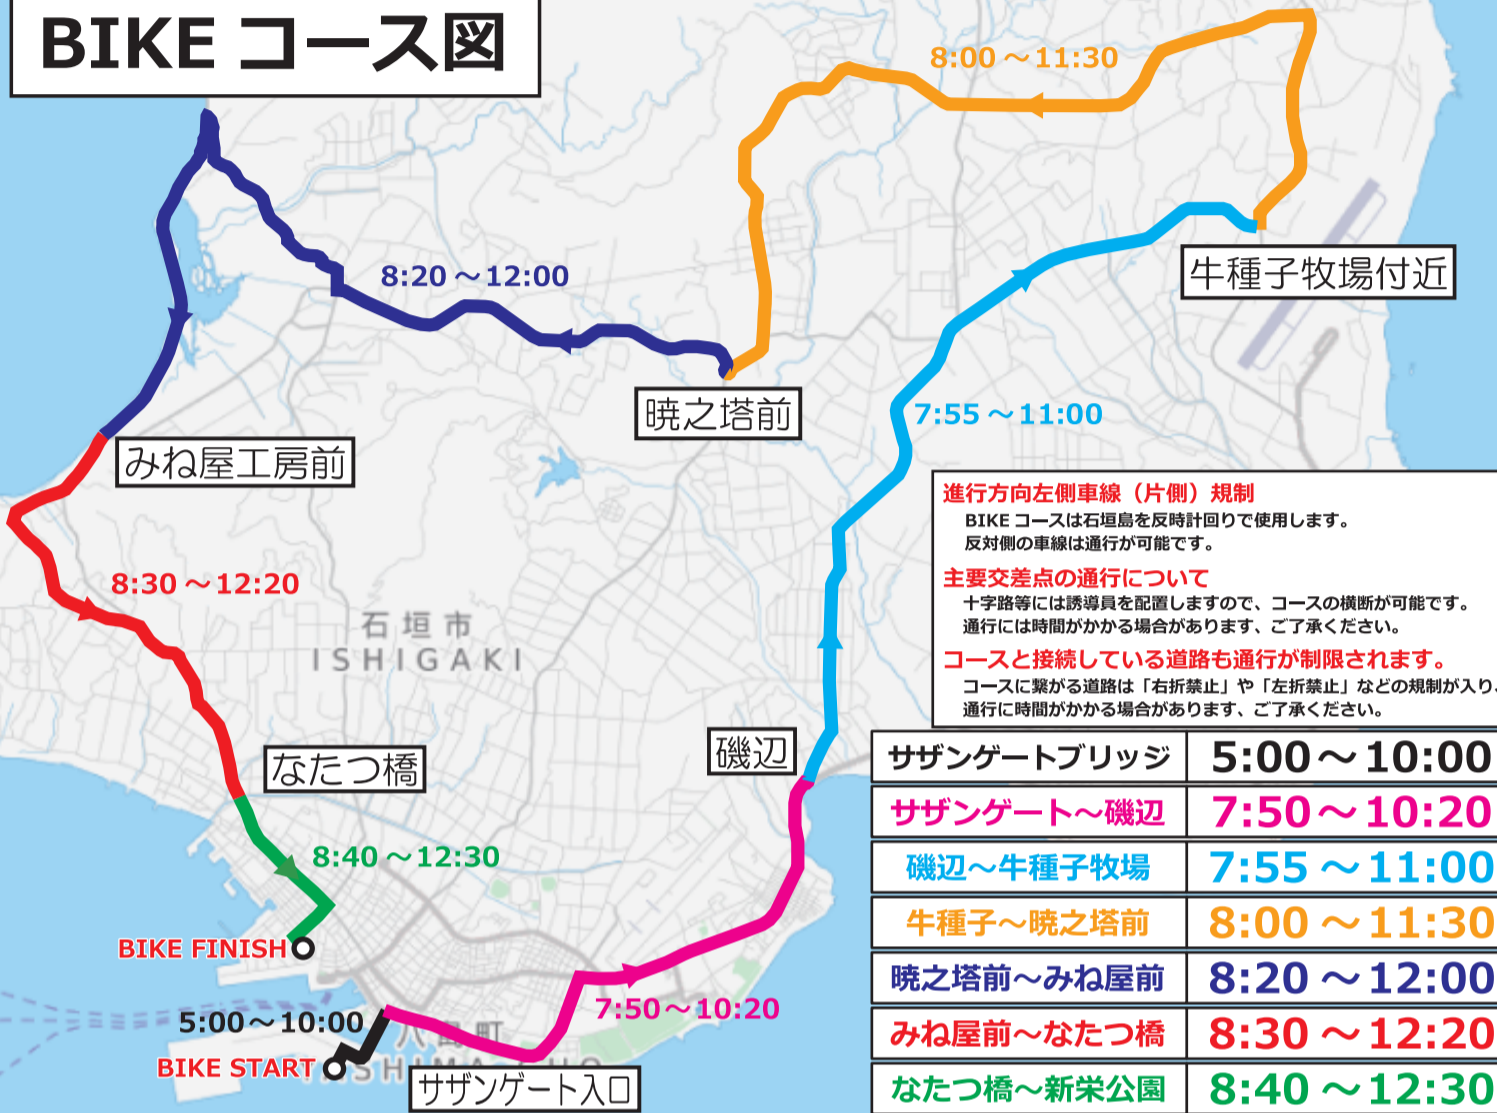 BIKE コース図
8:00～11:30
8:20～12:00
牛種子牧場付近
暁之塔前
7:55～11:00
みね屋工房前
進行方向左側車線（片側）規制
BIKE コースは石垣島を反時計回りで使用します。
反対側の車線は通行が可能です。
主要交差点の通行について
十字路等には誘導員を配置しますので、コースの横断が可能です。
通行には時間がかかる場合があります、ご了承ください。
コースと接続している道路も通行が制限されます。
コースに繋がる道路は「右折禁止」や「左折禁止」などの規制が入り、
通行に時間がかかる場合があります、ご了承ください。
8:30～12:20
石垣市
ISHIGAKI
なたつ橋
磯辺
8:40～12:30
BIKE FINISH
7:50～10:20
5:00～10:00
BIKE START
サザンゲート入口
サザンゲートブリッジ 5:00～10:00
サザンゲート～磯辺 7:50～10:20
磯辺～牛種子牧場 7:55～11:00
牛種子～暁之塔前 8:00～11:30
暁之塔前～みね屋前 8:20～12:00
みね屋前～なたつ橋 8:30～12:20
なたつ橋～新栄公園 8:40～12:30